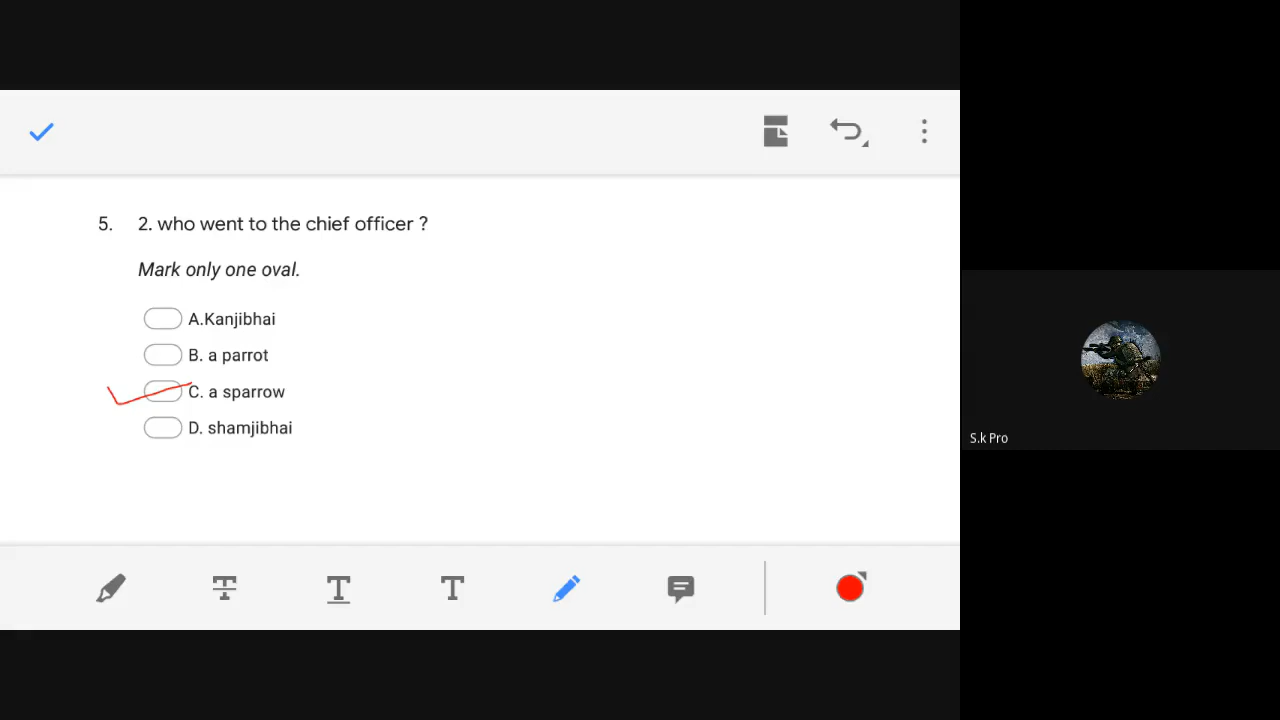 5. 2. who went to the chief officer ?
Mark only one oval.
A.Kanjibhai
B. a parrot
C. a sparrow
D. shamjibhai
S.k Pro
T
T
T